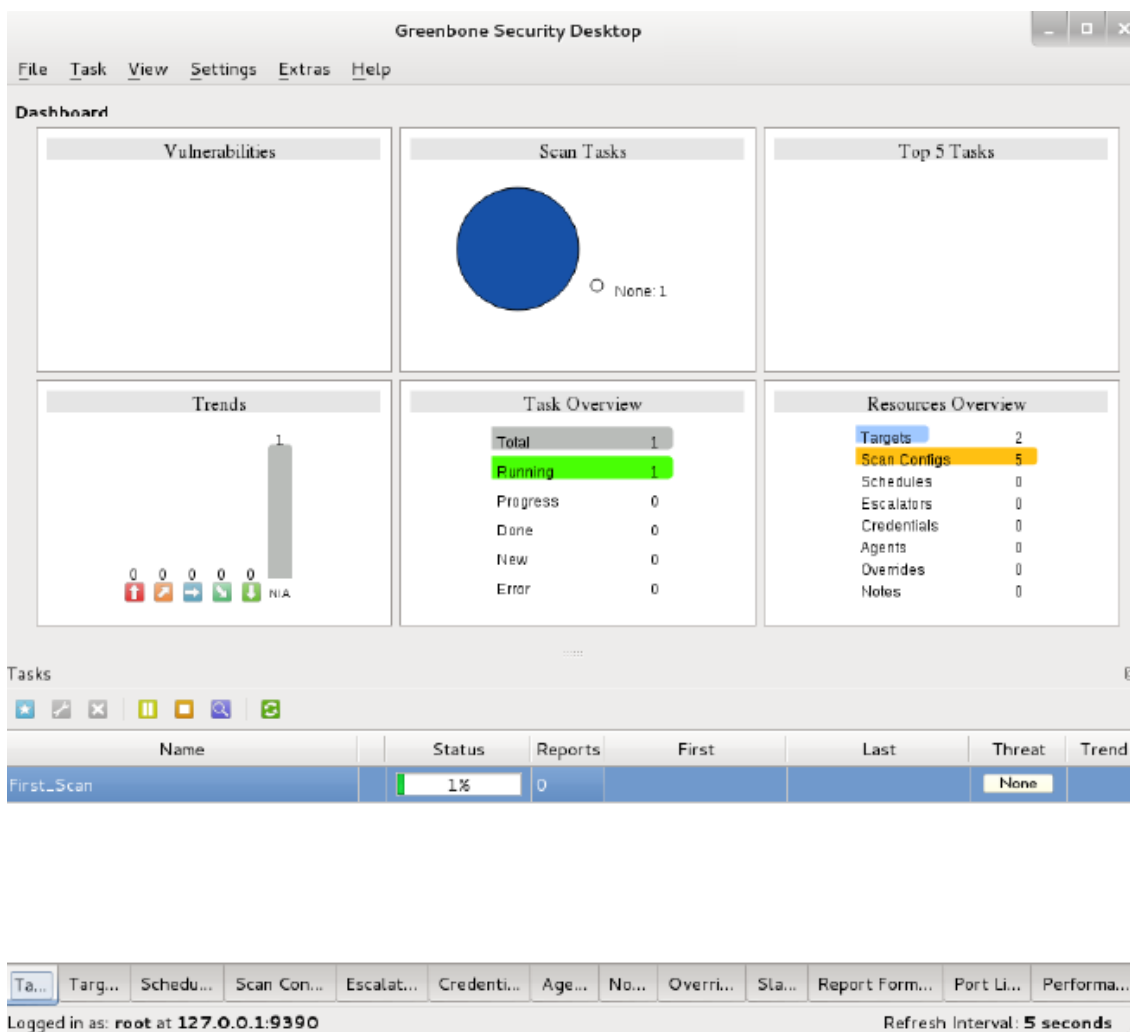 Greenbone Security Desktop
File Task View Settings Extras Help
Dashboard
Vulnerabilities
Scan Tasks
None: 1
Top 5 Tasks
Trends
1
0 0 0 0 0
N/A
Task Overview
Total 1
Running 1
Progress 0
Done 0
New 0
Error 0
Resources Overview
Targets 2
Scan Configs 5
Schedules 0
Escalators 0
Credentials 0
Agents 0
Overrides 0
Notes 0
Tasks
Name Status Reports First Last Threat Trend
First_Scan 1% 0 None
Ta... Targ... Schedu... Scan Con... Escalat... Credenti... Age... No... Overri... Sla... Report Form... Port Li... Performa...
Logged in as: root at 127.0.0.1:9390 Refresh Interval: 5 seconds